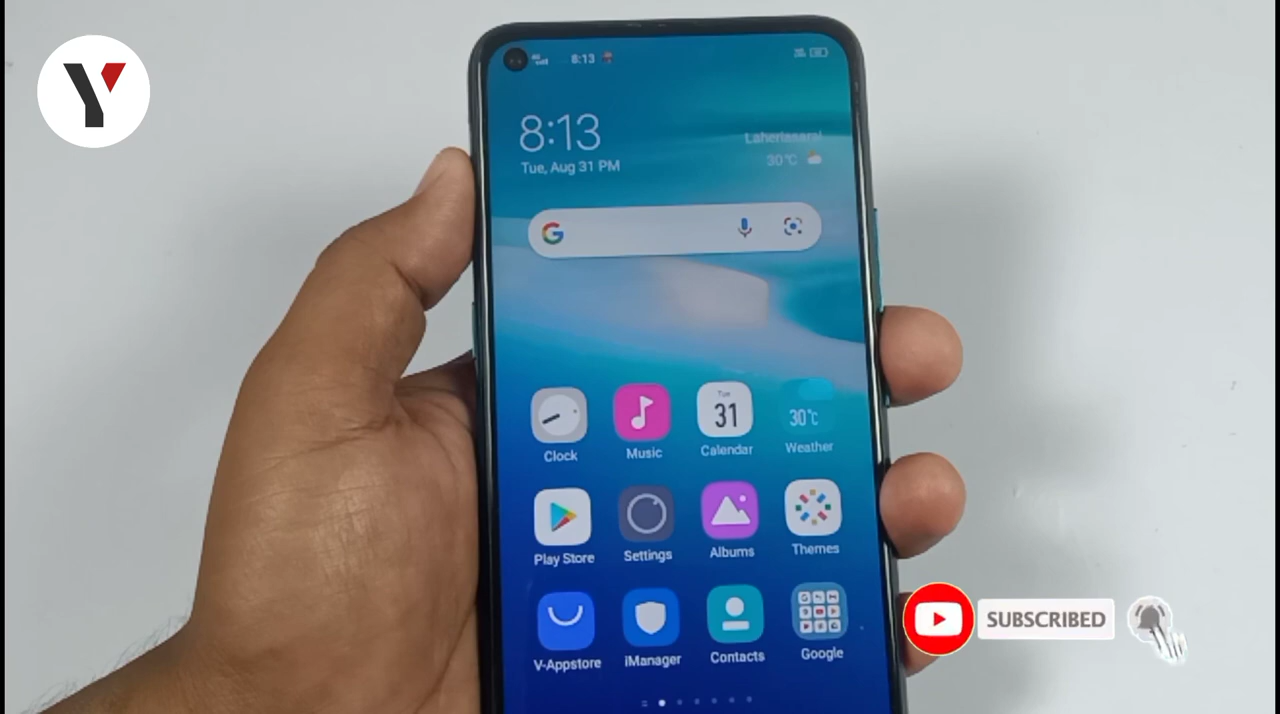 8:13
8:13
Tue, Aug 31 PM
Laheriasarai
30°C
Tue
31
30°C
Clock
Music
Calendar
Weather
Play Store
Settings
Albums
Themes
V-Appstore
iManager
Contacts
Google
SUBSCRIBED